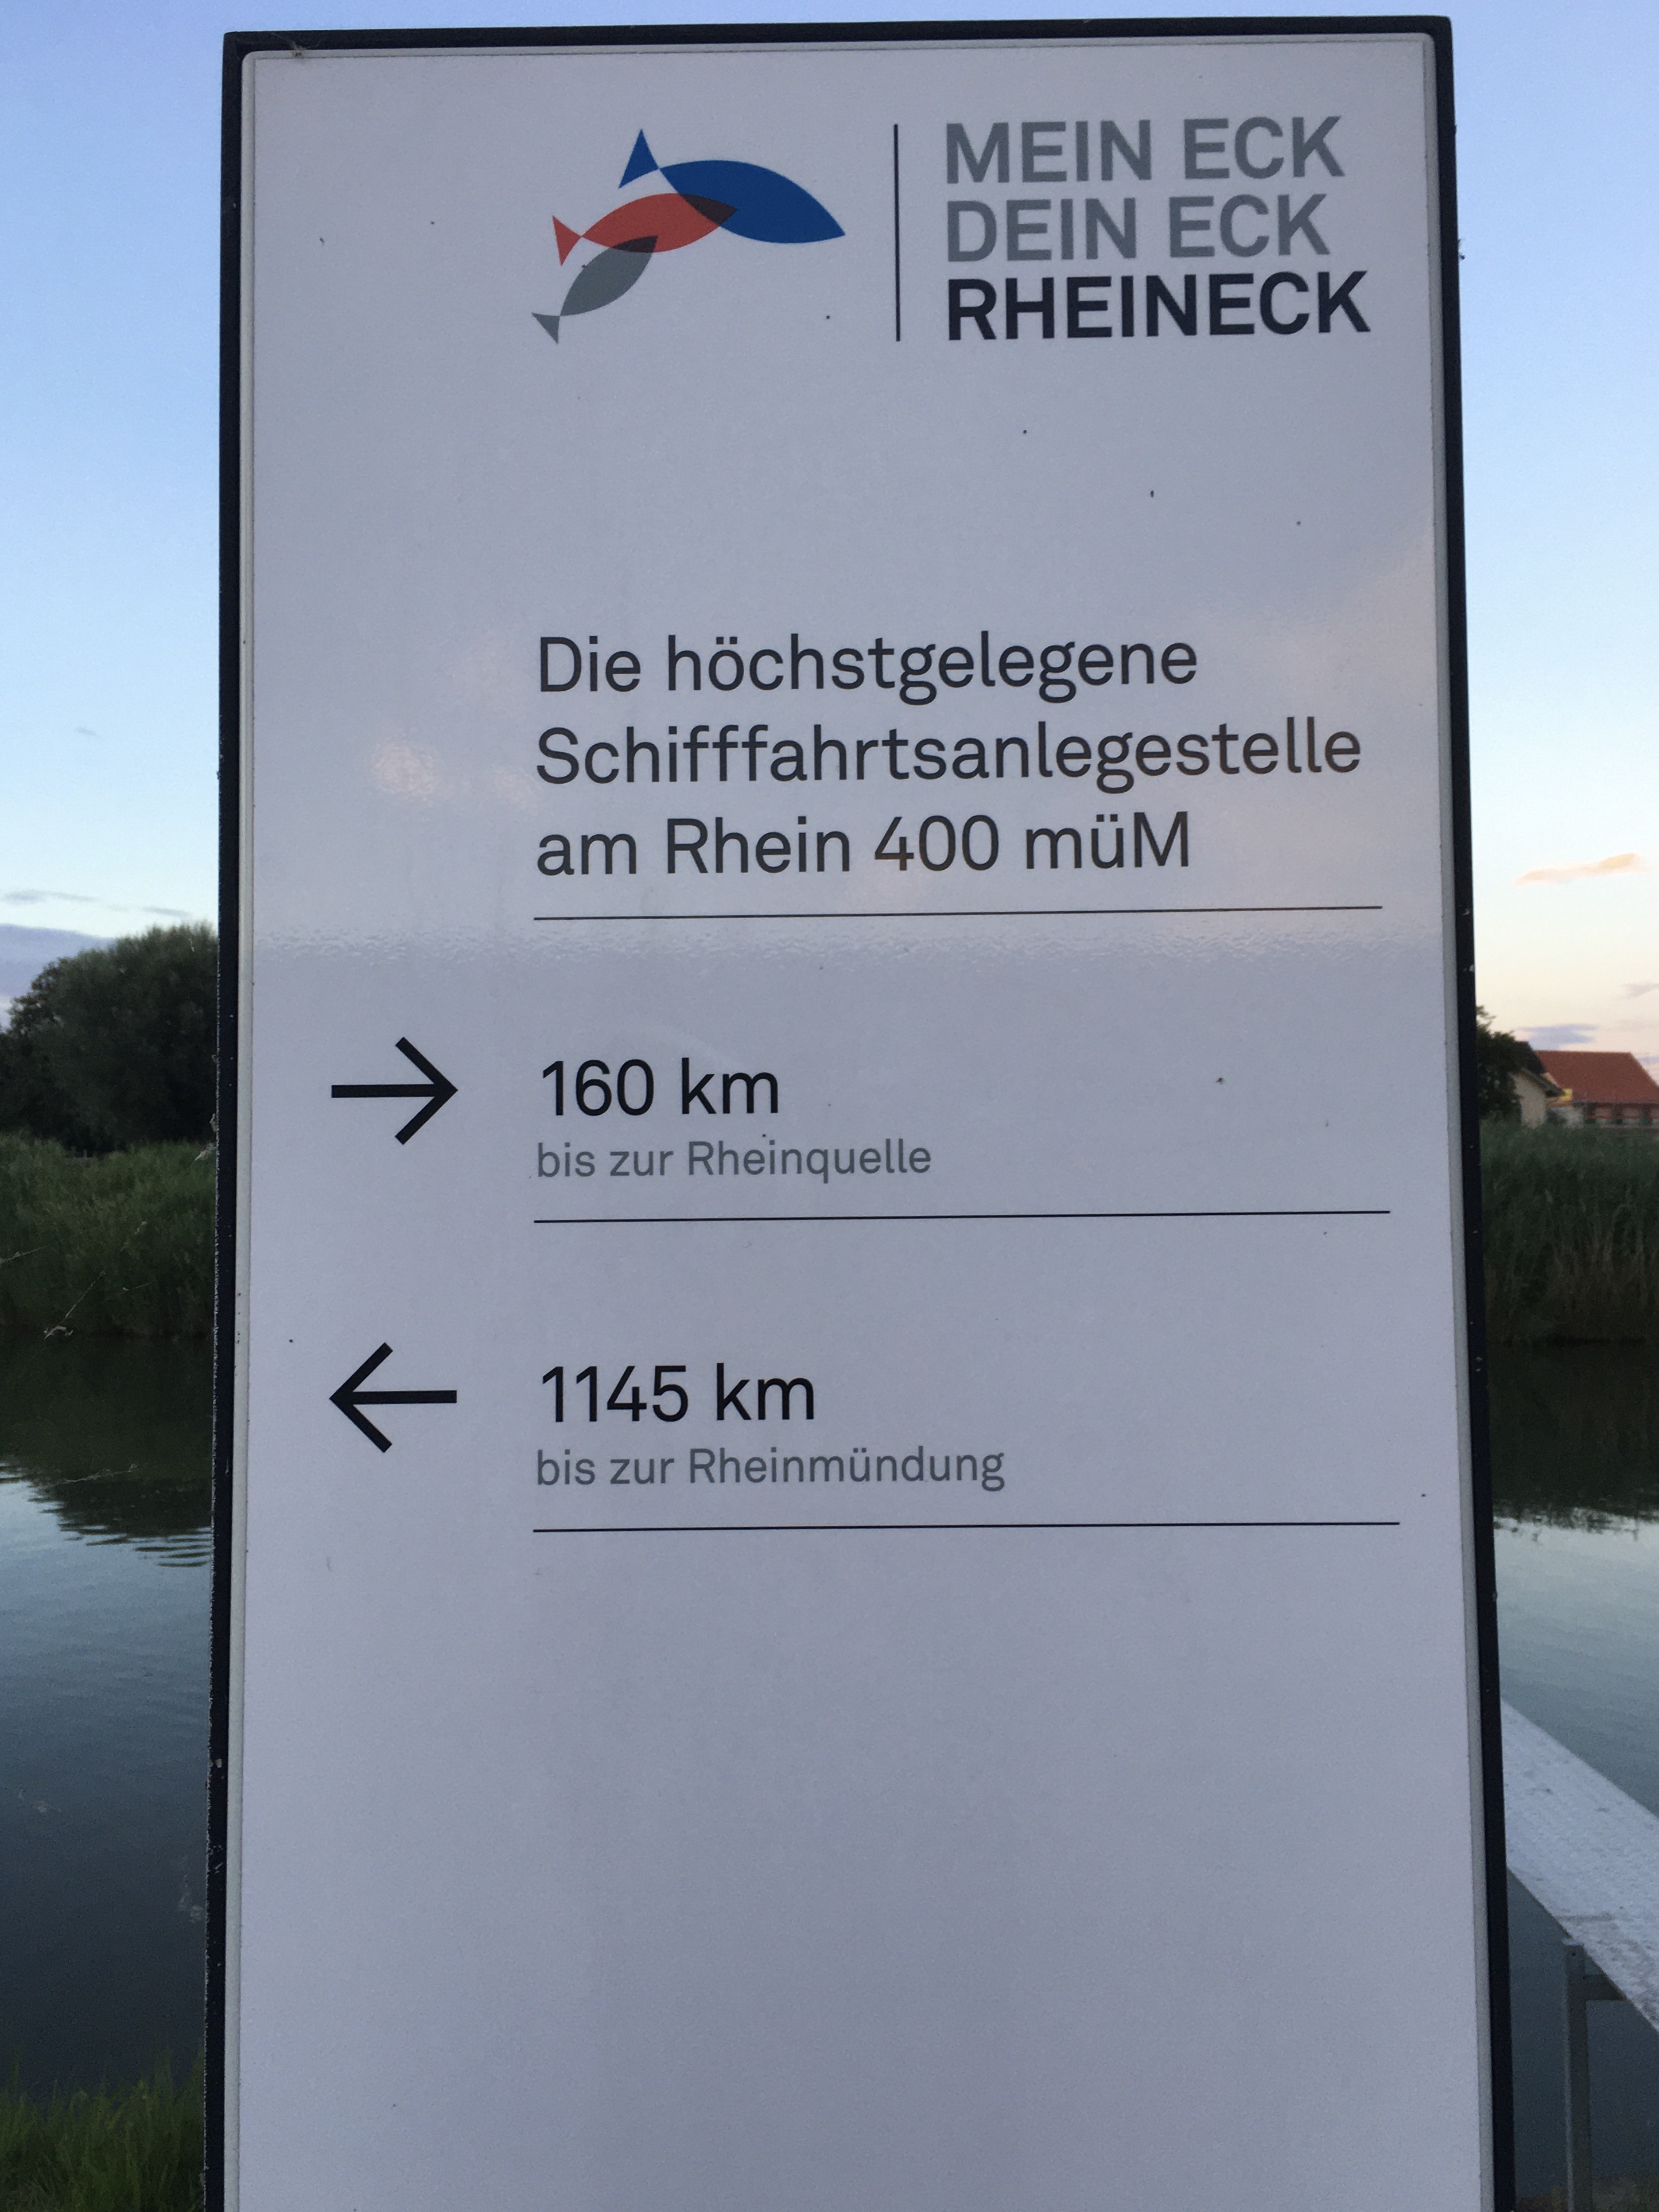 MEIN ECK
DEIN ECK
RHEINECK
Die höchstgelegene
Schifffahrtsanlegestelle
am Rhein 400 müM
160 km
bis zur Rheinquelle
1145 km
bis zur Rheinmündung